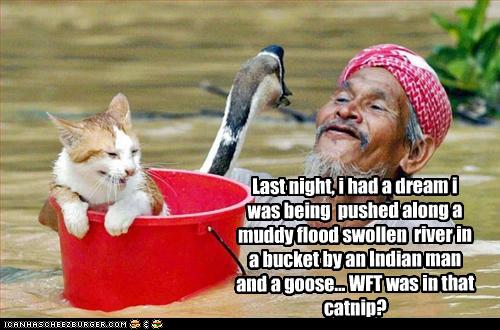 Last night, i had a dream i
was being pushed along a
muddy flood swollen river in
a bucket by an Indian man
and a goose... WFT was in that
catnip?
ICANHASCHEEZBURGER.COM